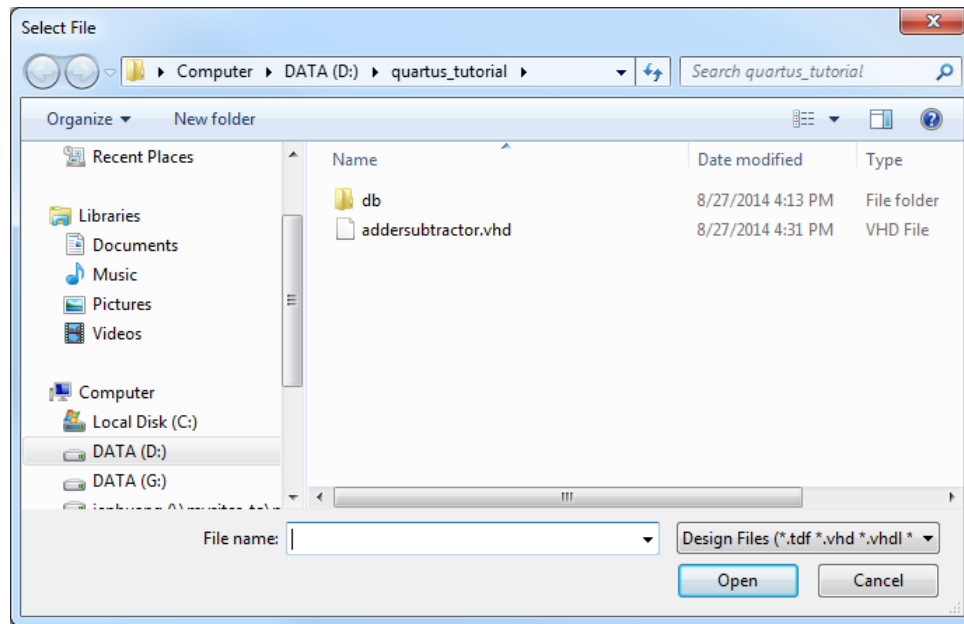 Select File
Computer DATA (D:) quartus_tutorial
Search quartus_tutorial
Organize New folder
Recent Places
Libraries
Documents
Music
Pictures
Videos
Computer
Local Disk (C:)
DATA (D:)
DATA (G:)
Name Date modified Type
db 8/27/2014 4:13 PM File folder
addersubtractor.vhd 8/27/2014 4:31 PM VHD File
File name:
Design Files (*.tdf *.vhd *.vhdl *
Open Cancel